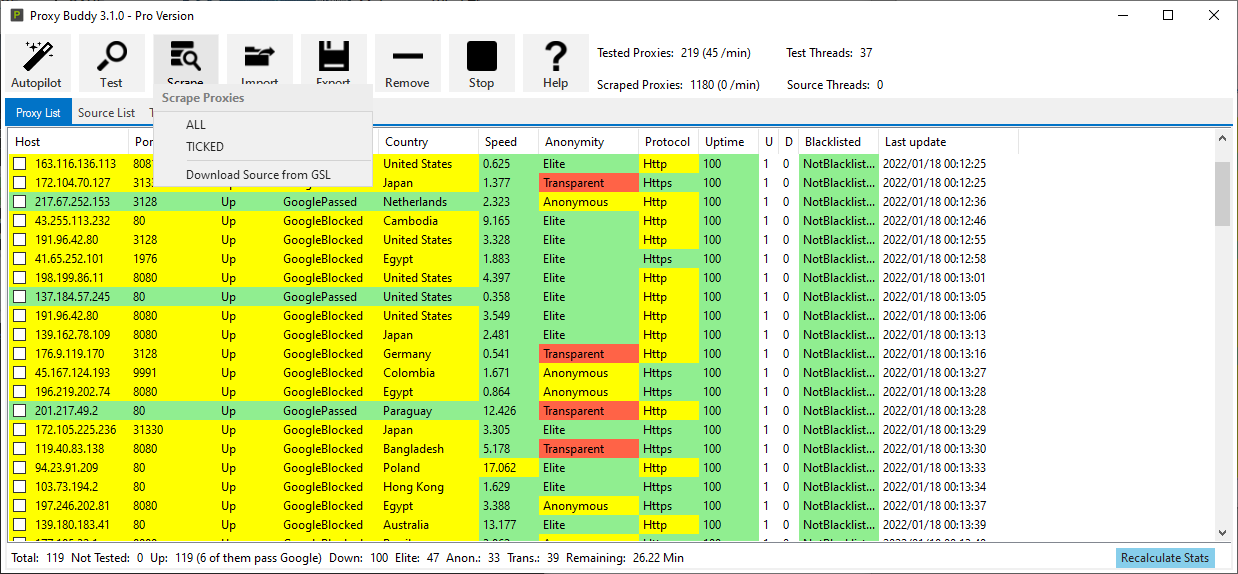 Proxy Buddy 3.1.0 - Pro Version
Autopilot Test Scrape Import Export Remove Stop Help
Tested Proxies: 219 (45 /min) Test Threads: 37
Scraped Proxies: 1180 (0 /min) Source Threads: 0
Scrape Proxies
ALL
TICKED
Download Source from GSL
Proxy List Source List T
Host Por Country Speed Anonymity Protocol Uptime U D Blacklisted Last update
163.116.136.113 8081 United States 0.625 Elite Http 100 1 0 NotBlacklist... 2022/01/18 00:12:25
172.104.70.127 3133 Japan 1.377 Transparent Https 100 1 0 NotBlacklist... 2022/01/18 00:12:25
217.67.252.153 3128 Up GooglePassed Netherlands 2.323 Anonymous Http 100 1 0 NotBlacklist... 2022/01/18 00:12:36
43.255.113.232 80 Up GoogleBlocked Cambodia 9.165 Elite Http 100 1 0 NotBlacklist... 2022/01/18 00:12:46
191.96.42.80 3128 Up GoogleBlocked United States 3.328 Elite Http 100 1 0 NotBlacklist... 2022/01/18 00:12:55
41.65.252.101 1976 Up GoogleBlocked Egypt 1.883 Elite Https 100 1 0 NotBlacklist... 2022/01/18 00:12:58
198.199.86.11 8080 Up GoogleBlocked United States 4.397 Elite Http 100 1 0 NotBlacklist... 2022/01/18 00:13:01
137.184.57.245 80 Up GooglePassed United States 0.358 Elite Http 100 1 0 NotBlacklist... 2022/01/18 00:13:05
191.96.42.80 8080 Up GoogleBlocked United States 3.549 Elite Http 100 1 0 NotBlacklist... 2022/01/18 00:13:06
139.162.78.109 8080 Up GoogleBlocked Japan 2.481 Elite Http 100 1 0 NotBlacklist... 2022/01/18 00:13:13
176.9.119.170 3128 Up GoogleBlocked Germany 0.541 Transparent Http 100 1 0 NotBlacklist... 2022/01/18 00:13:16
45.167.124.193 9991 Up GoogleBlocked Colombia 1.671 Anonymous Https 100 1 0 NotBlacklist... 2022/01/18 00:13:27
196.219.202.74 8080 Up GoogleBlocked Egypt 0.864 Anonymous Https 100 1 0 NotBlacklist... 2022/01/18 00:13:28
201.217.49.2 80 Up GooglePassed Paraguay 12.426 Transparent Http 100 1 0 NotBlacklist... 2022/01/18 00:13:28
172.105.225.236 31330 Up GoogleBlocked Japan 3.305 Elite Https 100 1 0 NotBlacklist... 2022/01/18 00:13:29
119.40.83.138 8080 Up GoogleBlocked Bangladesh 5.178 Transparent Https 100 1 0 NotBlacklist... 2022/01/18 00:13:30
94.23.91.209 80 Up GoogleBlocked Poland 17.062 Elite Http 100 1 0 NotBlacklist... 2022/01/18 00:13:33
103.73.194.2 80 Up GoogleBlocked Hong Kong 1.629 Elite Https 100 1 0 NotBlacklist... 2022/01/18 00:13:34
197.246.202.81 8080 Up GoogleBlocked Egypt 3.388 Anonymous Https 100 1 0 NotBlacklist... 2022/01/18 00:13:37
139.180.183.41 80 Up GoogleBlocked Australia 13.177 Elite Http 100 1 0 NotBlacklist... 2022/01/18 00:13:39
Total: 119 Not Tested: 0 Up: 119 (6 of them pass Google) Down: 100 Elite: 47 Anon.: 33 Trans.: 39 Remaining: 26.22 Min Recalculate Stats